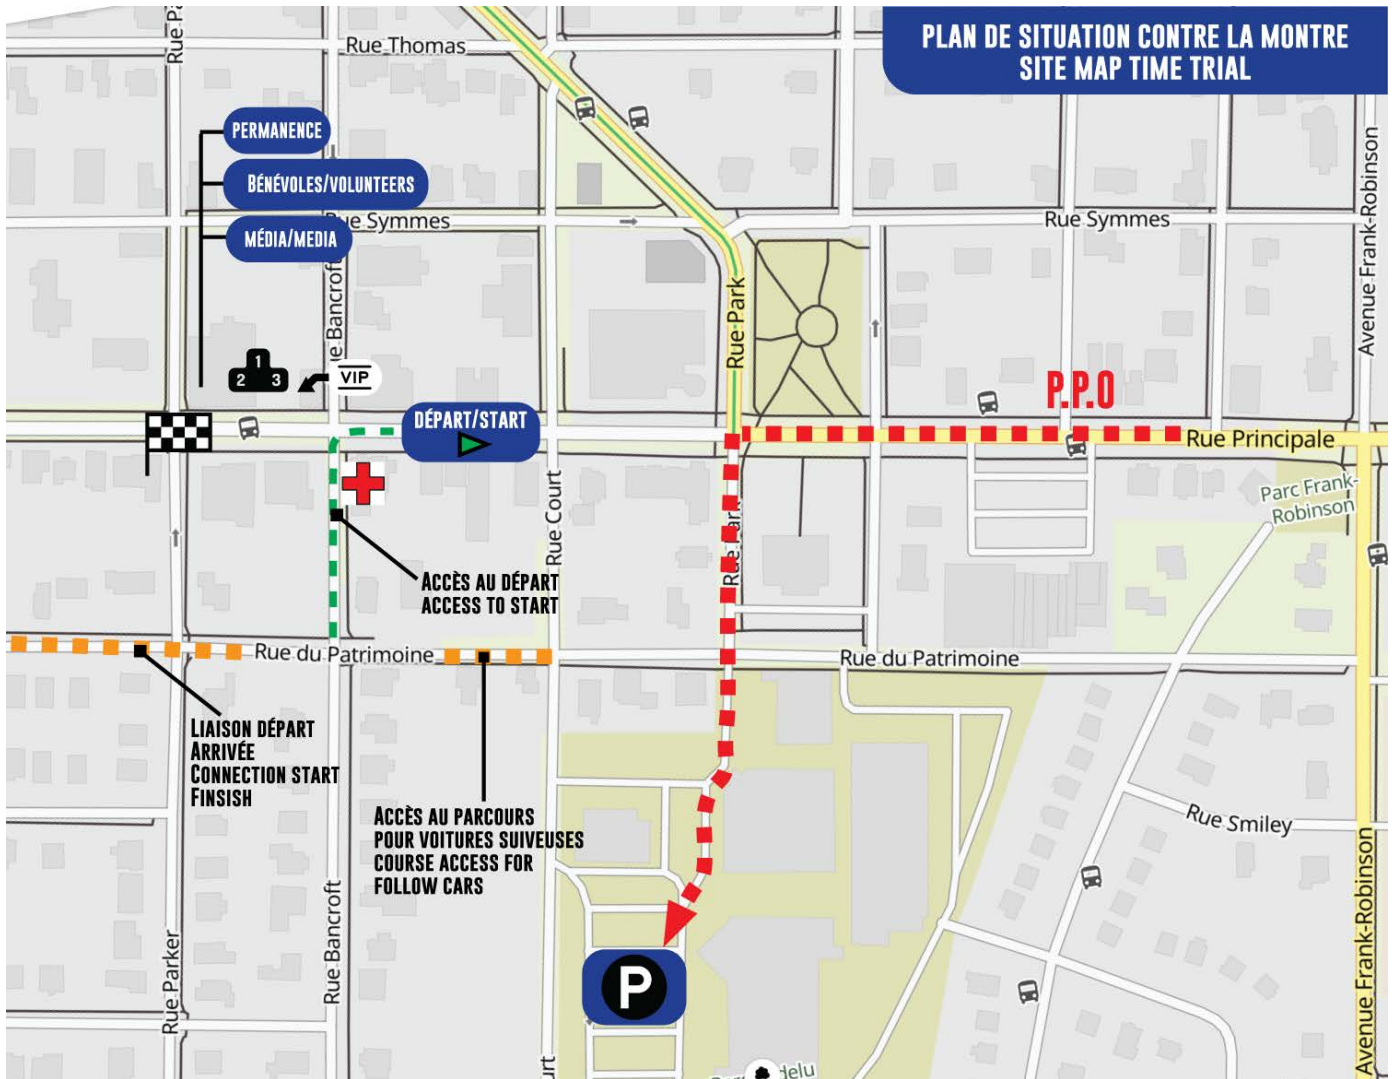 PLAN DE SITUATION CONTRE LA MONTRE
SITE MAP TIME TRIAL
Rue Thomas
PERMANENCE
BÉNÉVOLES/VOLUNTEERS
MÉDIA/MEDIA
Rue Symmes
Rue Symmes
Avenue Frank-Robinson
Rue Park
1
2 3
VIP
DÉPART/START
P.P.O
Rue Principale
Rue Court
Rue Park
Parc Frank-
Robinson
ACCÈS AU DÉPART
ACCESS TO START
Rue du Patrimoine
Rue du Patrimoine
LIAISON DÉPART
ARRIVÉE
CONNECTION START
FINSISH
ACCÈS AU PARCOURS
POUR VOITURES SUIVEUSES
COURSE ACCESS FOR
FOLLOW CARS
Rue Smiley
Rue Parker
Rue Bancroft
Avenue Frank-Robinson
P